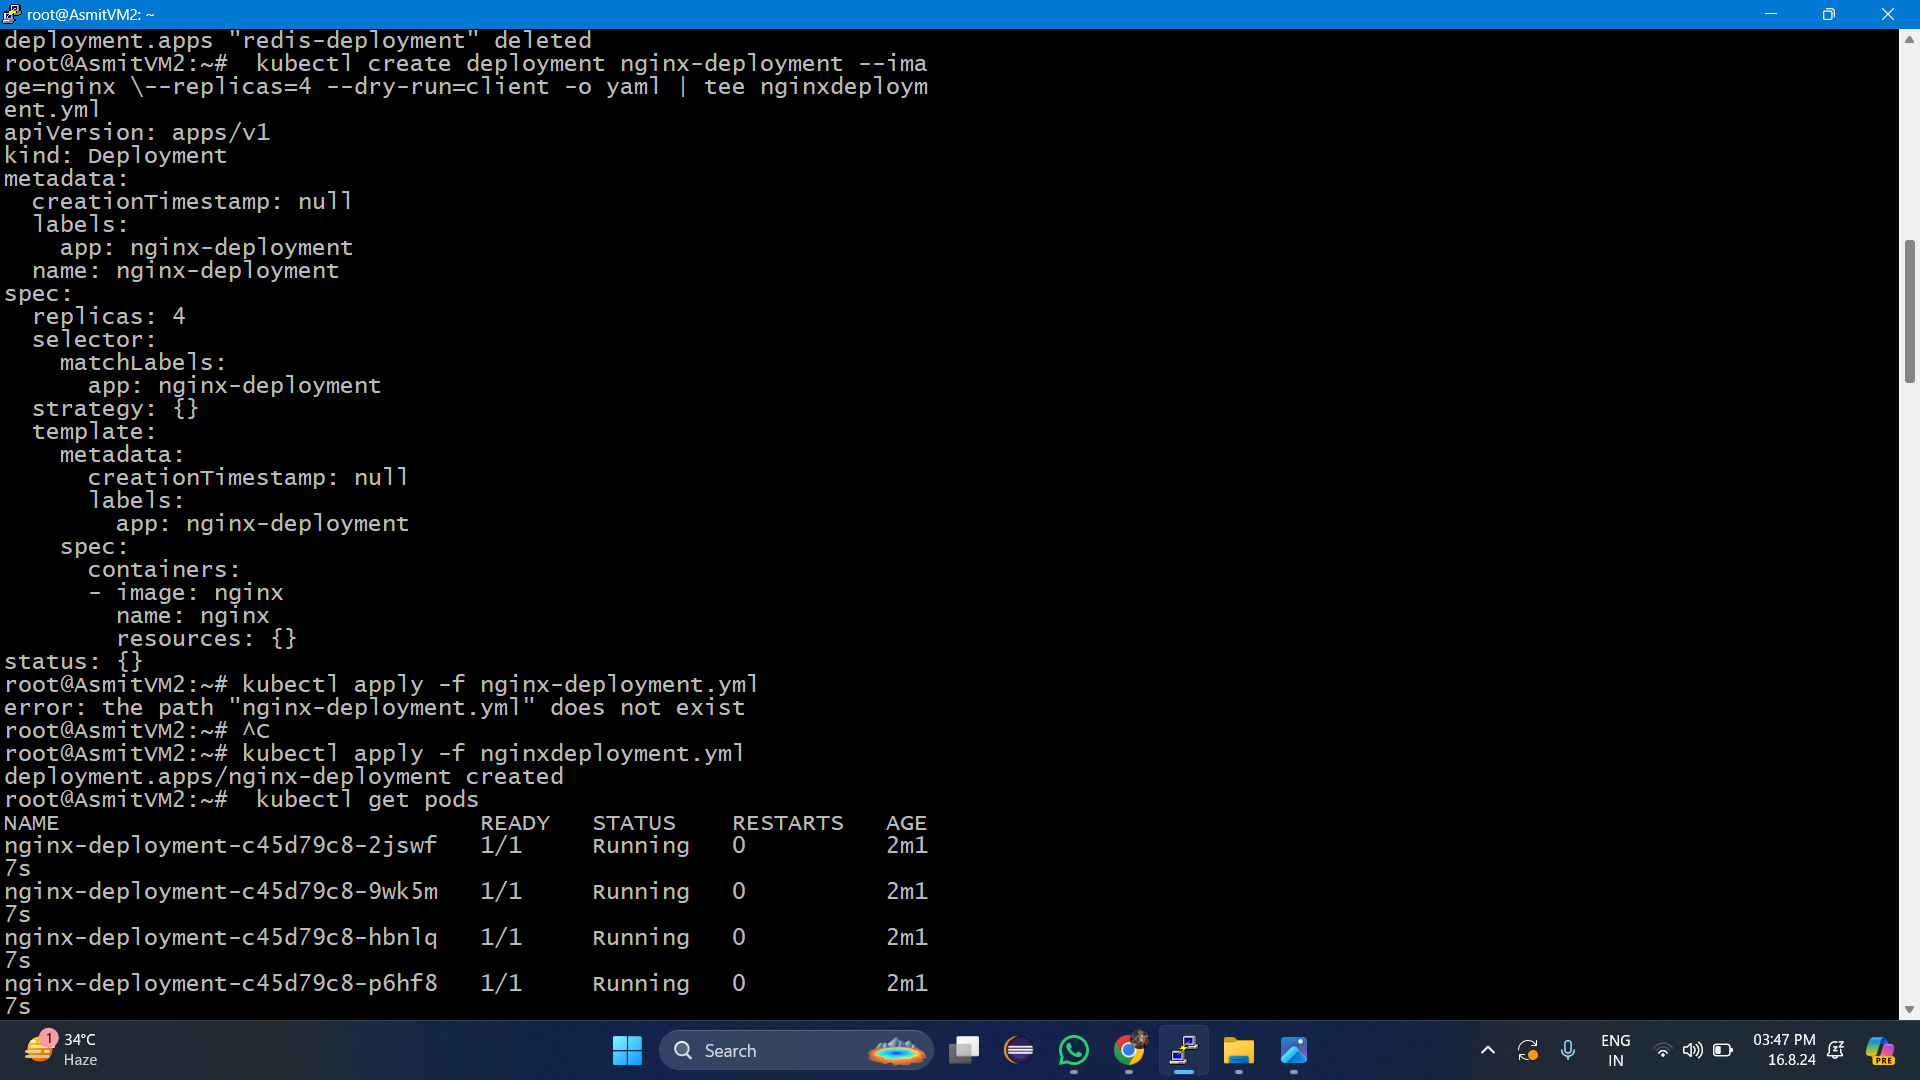 root@AsmitVM2: ~
deployment.apps "redis-deployment" deleted
root@AsmitVM2:~#  kubectl create deployment nginx-deployment --ima
ge=nginx \--replicas=4 --dry-run=client -o yaml | tee nginxdeploym
ent.yml
apiVersion: apps/v1
kind: Deployment
metadata:
  creationTimestamp: null
  labels:
    app: nginx-deployment
  name: nginx-deployment
spec:
  replicas: 4
  selector:
    matchLabels:
      app: nginx-deployment
  strategy: {}
  template:
    metadata:
      creationTimestamp: null
      labels:
        app: nginx-deployment
    spec:
      containers:
      - image: nginx
        name: nginx
        resources: {}
status: {}
root@AsmitVM2:~# kubectl apply -f nginx-deployment.yml
error: the path "nginx-deployment.yml" does not exist
root@AsmitVM2:~# ^C
root@AsmitVM2:~# kubectl apply -f nginxdeployment.yml
deployment.apps/nginx-deployment created
root@AsmitVM2:~#  kubectl get pods
NAME                              READY   STATUS    RESTARTS   AGE
nginx-deployment-c45d79c8-2jswf   1/1     Running   0          2m1
7s
nginx-deployment-c45d79c8-9wk5m   1/1     Running   0          2m1
7s
nginx-deployment-c45d79c8-hbnlq   1/1     Running   0          2m1
7s
nginx-deployment-c45d79c8-p6hf8   1/1     Running   0          2m1
7s
1
34°C
Haze
Search
ENG
IN
03:47 PM
16.8.24
PRE